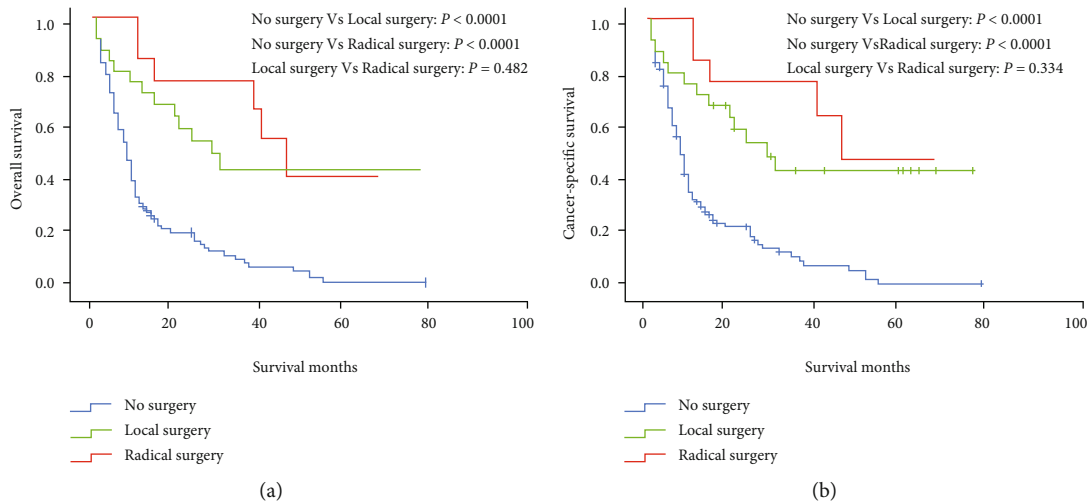 No surgery Vs Local surgery: P < 0.0001
No surgery Vs Radical surgery: P < 0.0001
Local surgery Vs Radical surgery: P = 0.482
Overall survival
1.0
0.8
0.6
0.4
0.2
0.0
0 20 40 60 80 100
Survival months
No surgery
Local surgery
Radical surgery
(a)
No surgery Vs Local surgery: P < 0.0001
No surgery VsRadical surgery: P < 0.0001
Local surgery Vs Radical surgery: P = 0.334
Cancer-specific survival
1.0
0.8
0.6
0.4
0.2
0.0
0 20 40 60 80 100
Survival months
No surgery
Local surgery
Radical surgery
(b)